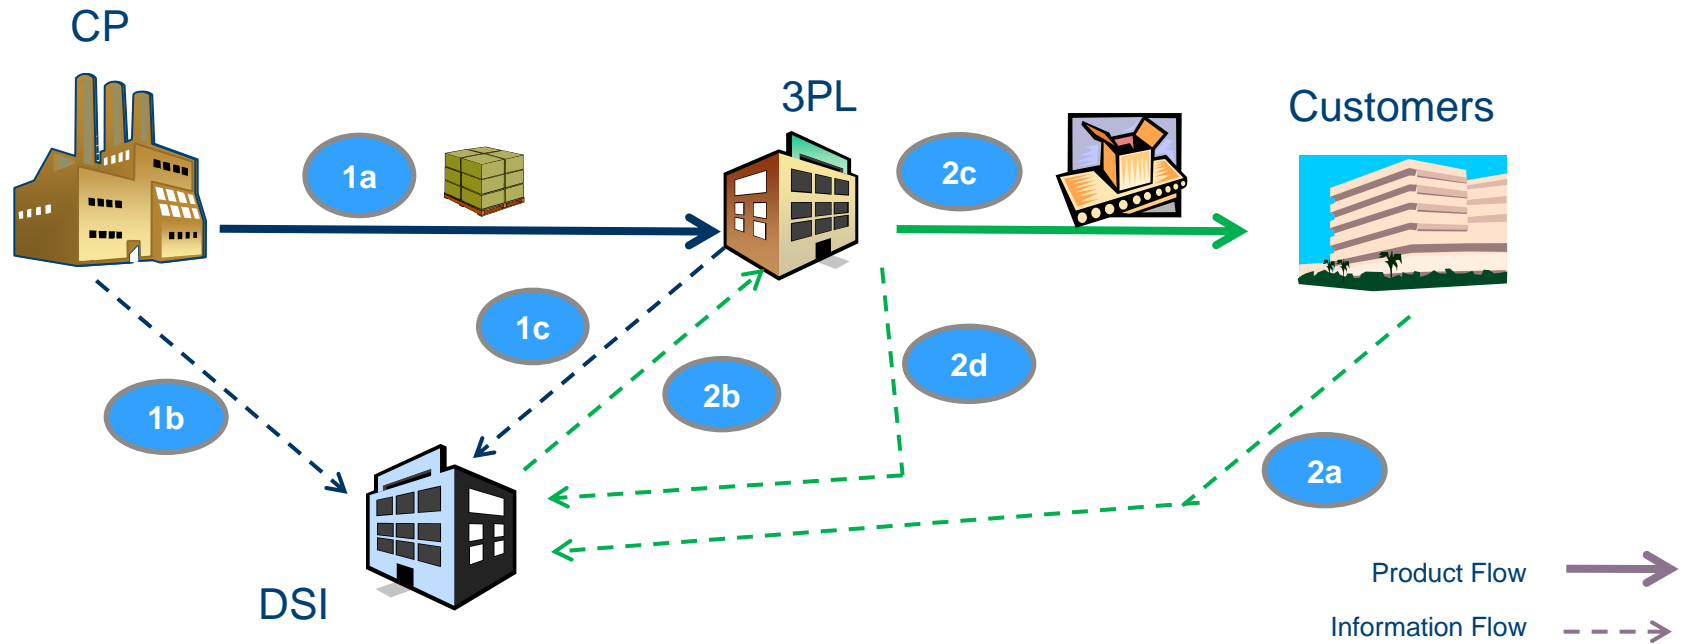 CP
3PL
Customers
1a
2c
1c
2d
2b
1b
2a
DSI
Product Flow
Information Flow